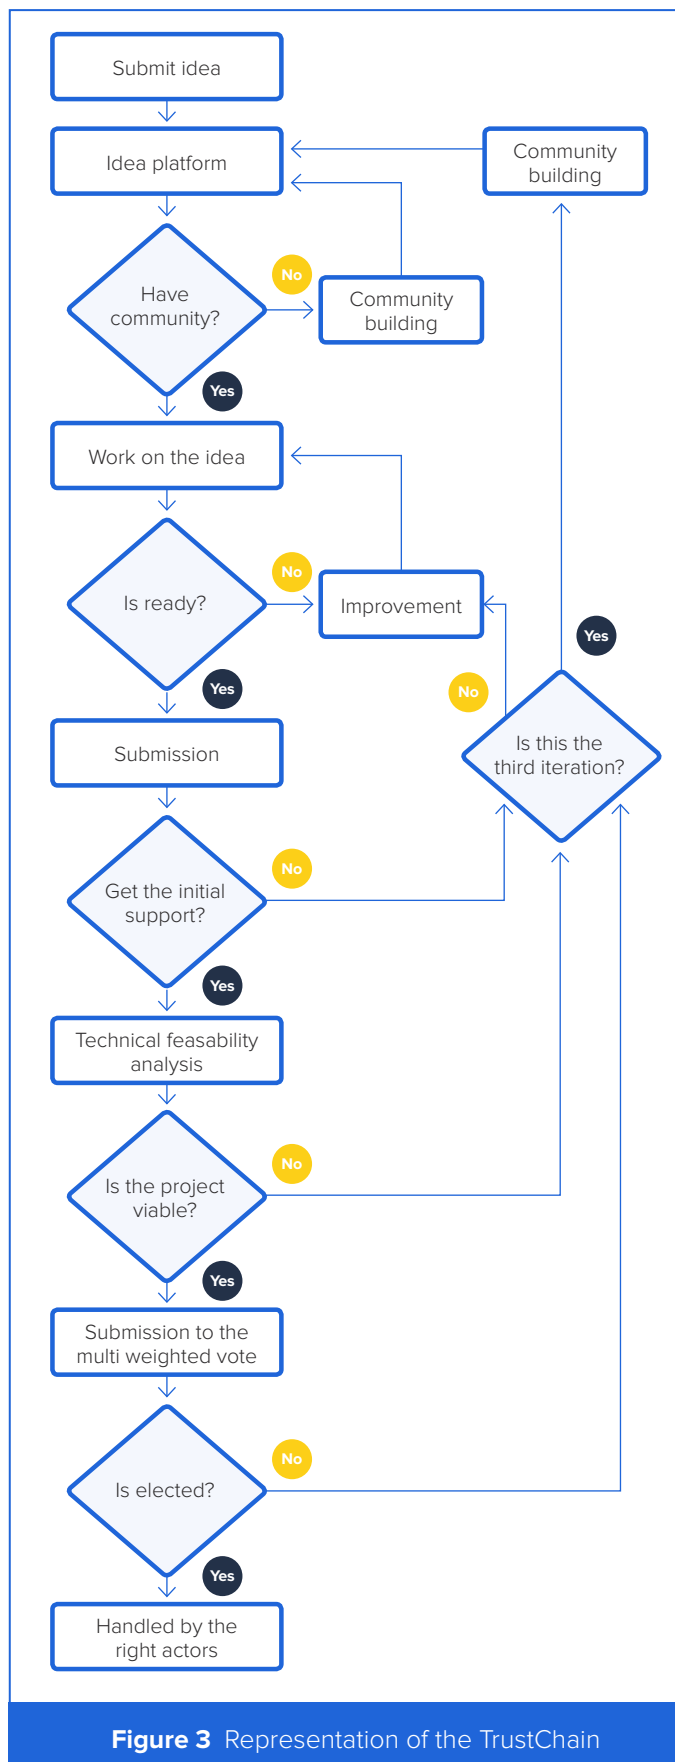 Submit idea
Idea platform
Community
building
Have
community?
No
Community
building
Yes
Work on the idea
Is ready?
No
Improvement
Yes
No
Yes
Submission
Is this the
third iteration?
Get the initial
support?
No
Yes
Technical feasability
analysis
Is the project
viable?
No
Yes
Submission to the
multi weighted vote
Is elected?
No
Yes
Handled by the
right actors
Figure 3 Representation of the TrustChain